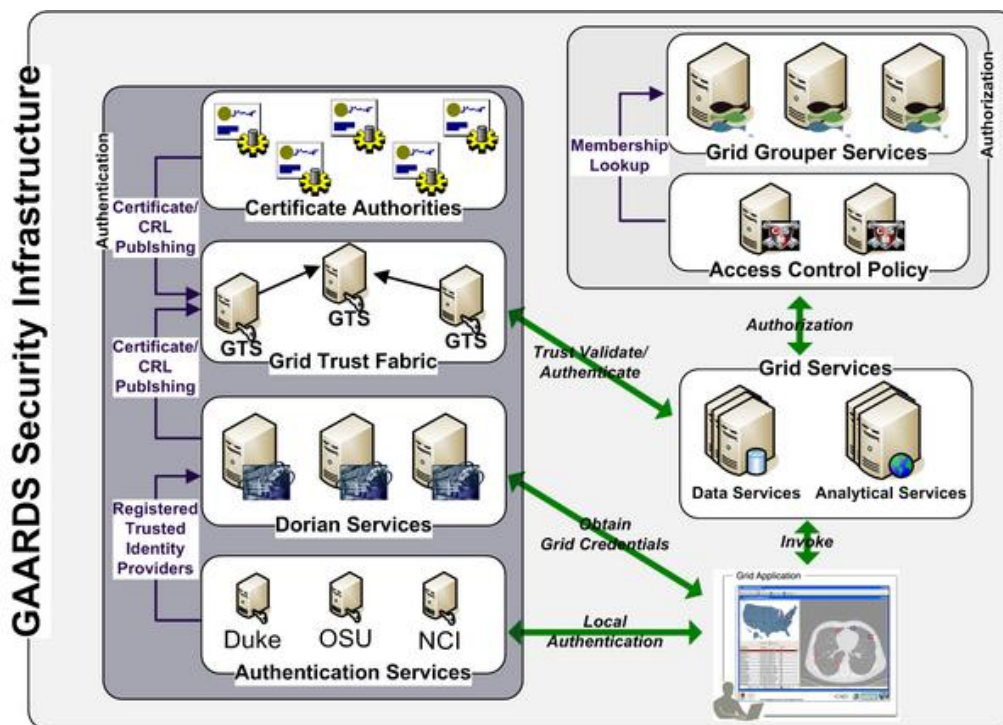 GAARDS Security Infrastructure
Authentication
Certificate Authorities
Certificate/
CRL
Publshing
GTS
GTS
GTS
Grid Trust Fabric
Certificate/
CRL
Publshing
Dorian Services
Registered
Trusted
Identity
Providers
Duke
OSU
NCI
Authentication Services
Authorization
Grid Grouper Services
Membership
Lookup
Access Control Policy
Authorization
Trust Validate/
Authenticate
Grid Services
Data Services
Analytical Services
Obtain
Grid Credentials
Invoke
Local
Authentication
Grid Application